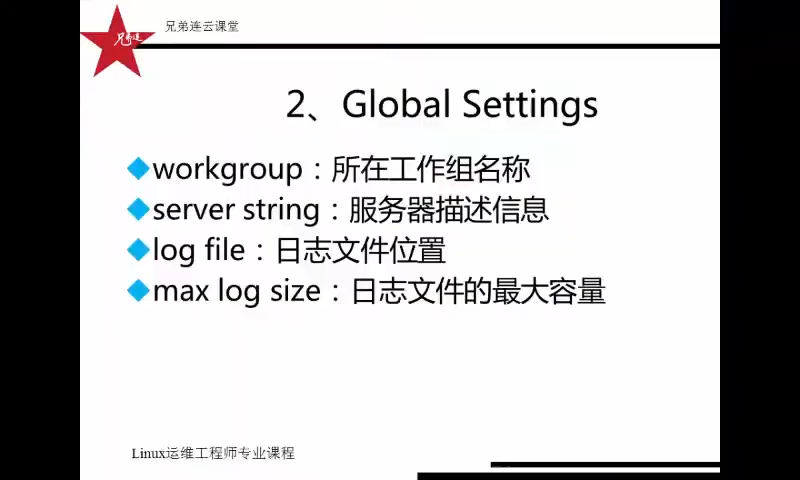 兄弟连
兄弟连云课堂
2、Global Settings
workgroup：所在工作组名称
server string：服务器描述信息
log file：日志文件位置
max log size：日志文件的最大容量
Linux运维工程师专业课程